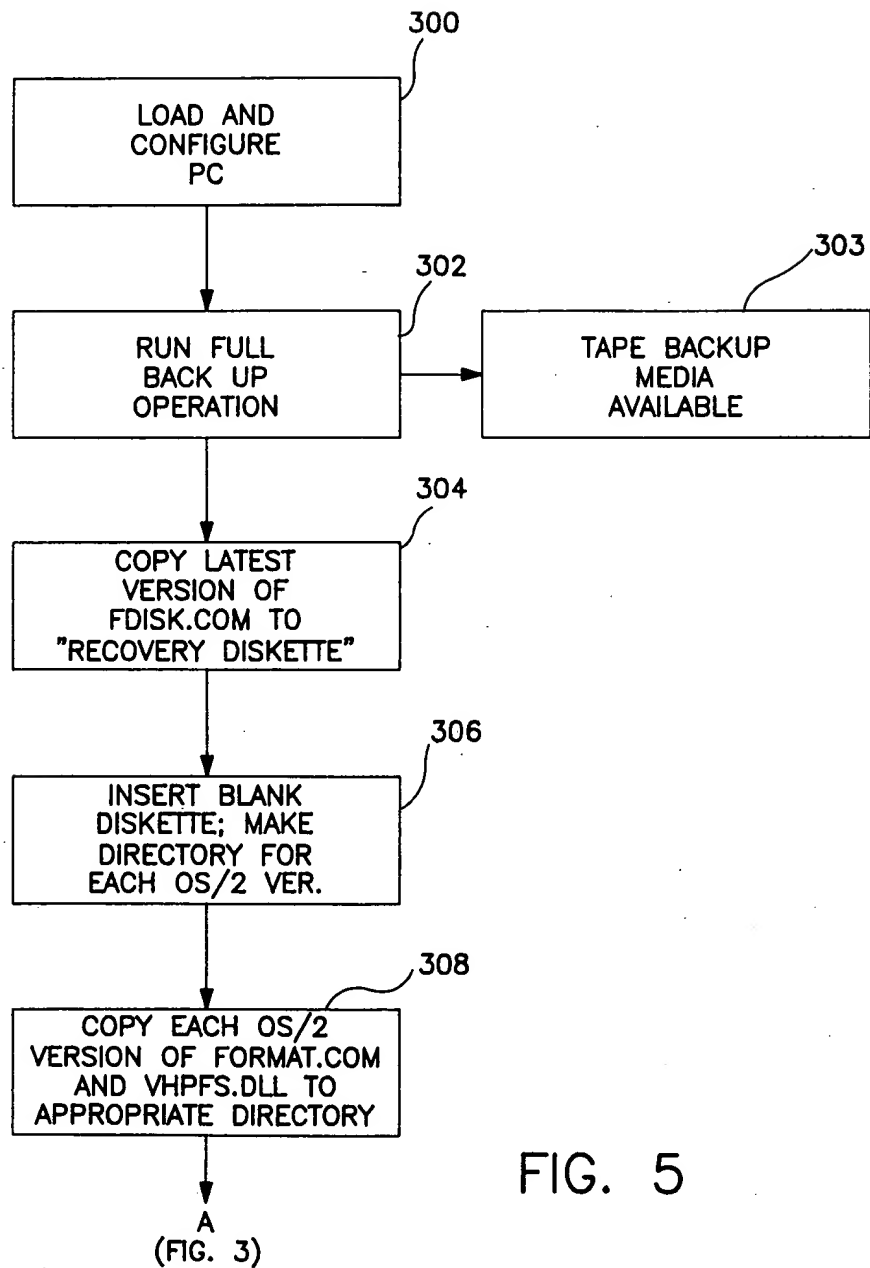 300
LOAD AND
CONFIGURE
PC
302
303
RUN FULL
BACK UP
OPERATION
TAPE BACKUP
MEDIA
AVAILABLE
304
COPY LATEST
VERSION OF
FDISK.COM TO
"RECOVERY DISKETTE"
306
INSERT BLANK
DISKETTE; MAKE
DIRECTORY FOR
EACH OS/2 VER.
308
COPY EACH OS/2
VERSION OF FORMAT.COM
AND VHPFS.DLL TO
APPROPRIATE DIRECTORY
FIG. 5
A
(FIG. 3)